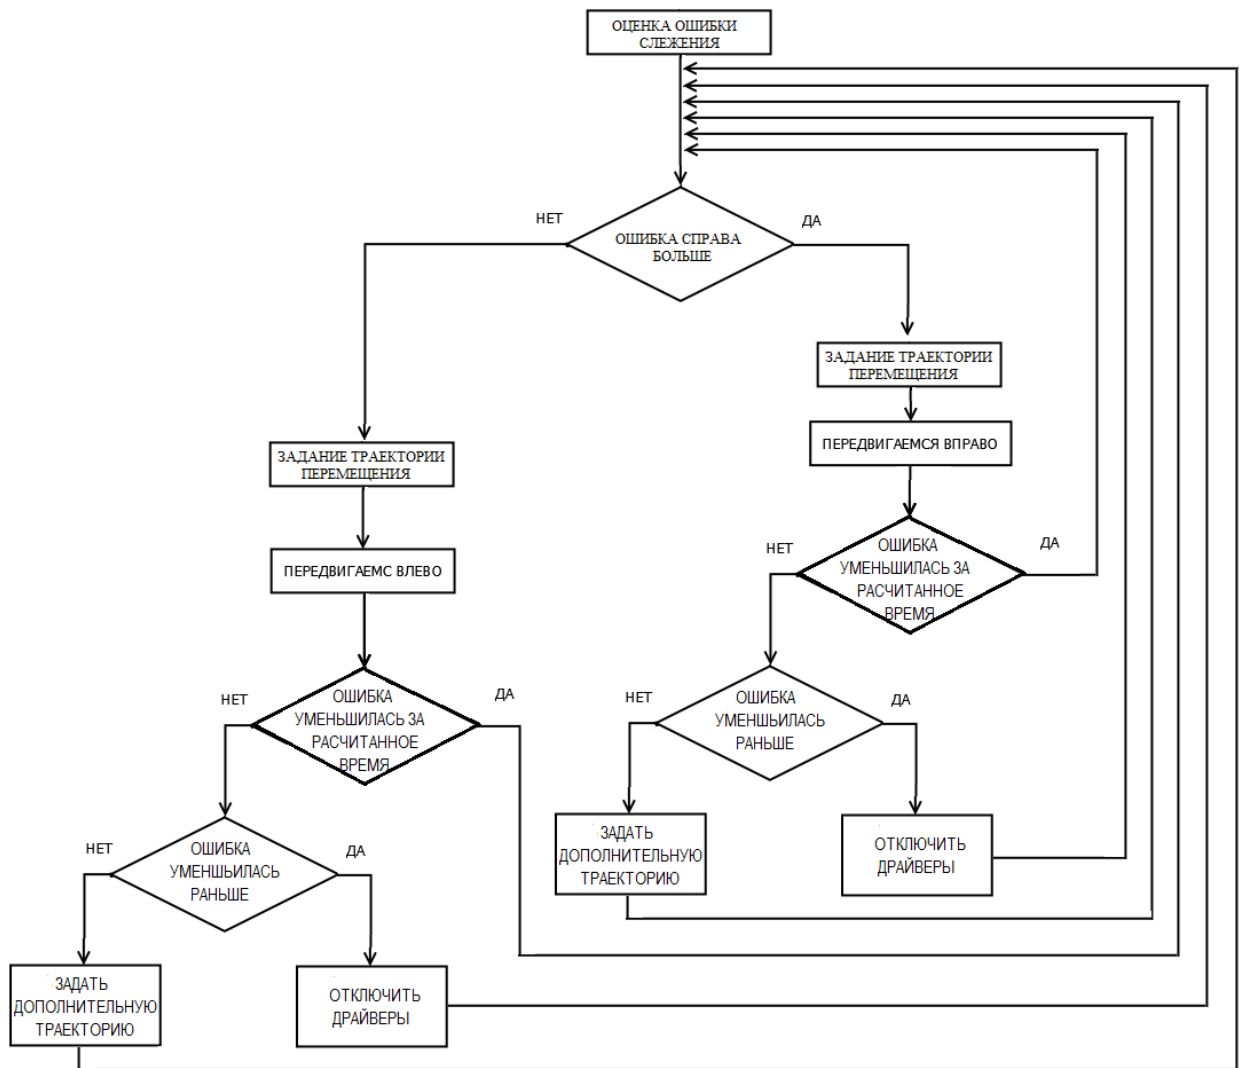 ОЦЕНКА ОШИБКИ
СЛЕЖЕНИЯ
НЕТ
ДА
ОШИБКА СПРАВА
БОЛЬШЕ
ЗАДАНИЕ ТРАЕКТОРИИ
ПЕРЕМЕЩЕНИЯ
ПЕРЕДВИГАЕМСЯ ВПРАВО
ЗАДАНИЕ ТРАЕКТОРИИ
ПЕРЕМЕЩЕНИЯ
НЕТ
ДА
ОШИБКА
УМЕНЬШИЛАСЬ ЗА
РАСЧИТАННОЕ
ВРЕМЯ
ПЕРЕДВИГАЕМС ВЛЕВО
НЕТ
ДА
ОШИБКА
УМЕНШЬИЛАСЬ
РАНЬШЕ
НЕТ
ДА
ОШИБКА
УМЕНЬШИЛАСЬ ЗА
РАСЧИТАННОЕ
ВРЕМЯ
ЗАДАТЬ
ДОПОЛНИТЕЛЬНУЮ
ТРАЕКТОРИЮ
ОТКЛЮЧИТЬ
ДРАЙВЕРЫ
НЕТ
ДА
ОШИБКА
УМЕНШЬИЛАСЬ
РАНЬШЕ
ЗАДАТЬ
ДОПОЛНИТЕЛЬНУЮ
ТРАЕКТОРИЮ
ОТКЛЮЧИТЬ
ДРАЙВЕРЫ